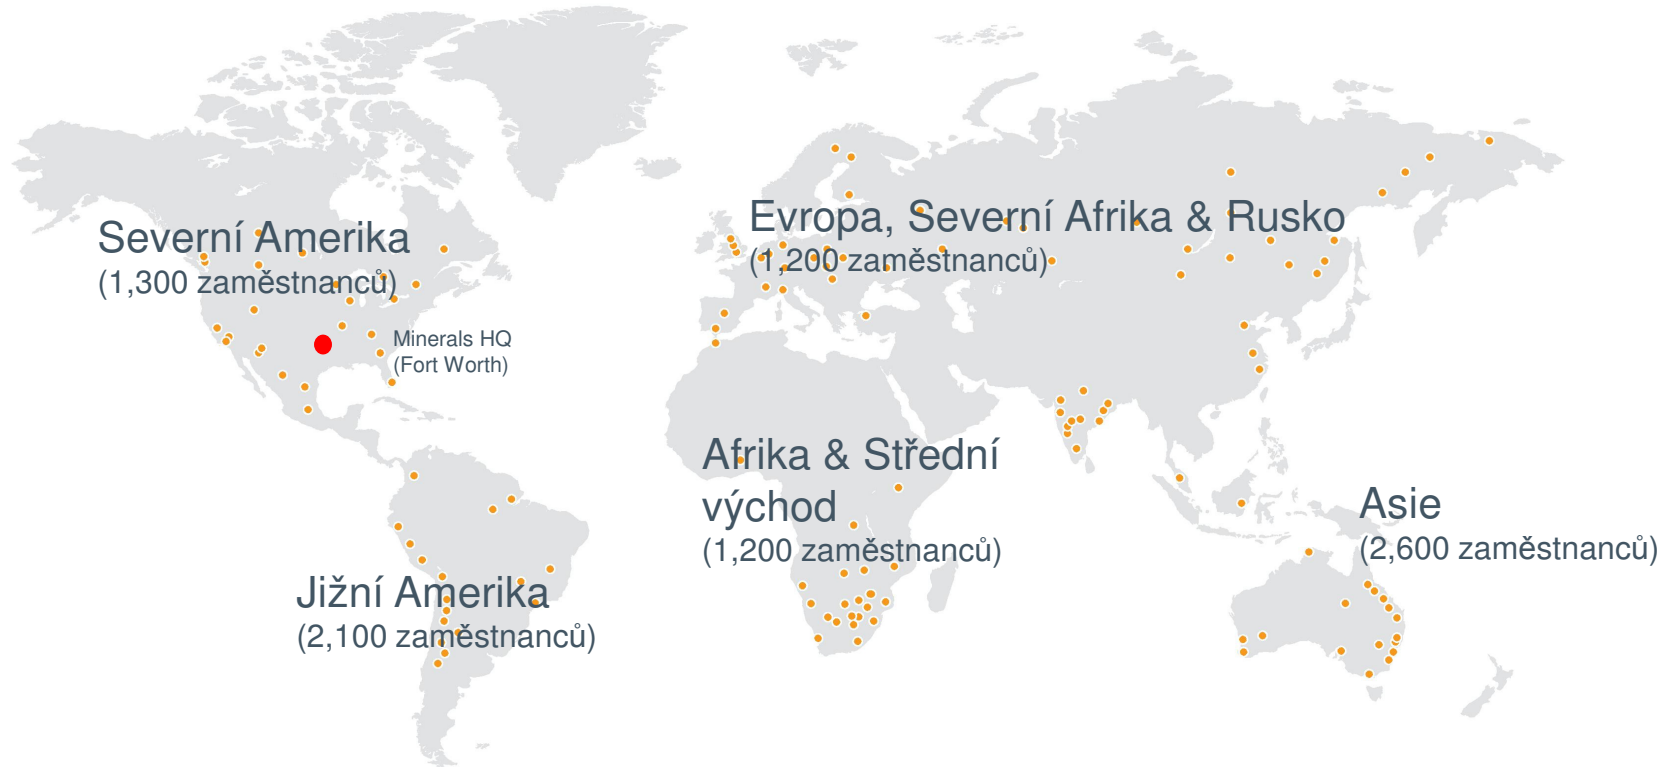 Severní Amerika
(1,300 zaměstnanců)
Minerals HQ
(Fort Worth)
Evropa, Severní Afrika & Rusko
(1,200 zaměstnanců)
Afrika & Střední
východ
(1,200 zaměstnanců)
Asie
(2,600 zaměstnanců)
Jižní Amerika
(2,100 zaměstnanců)